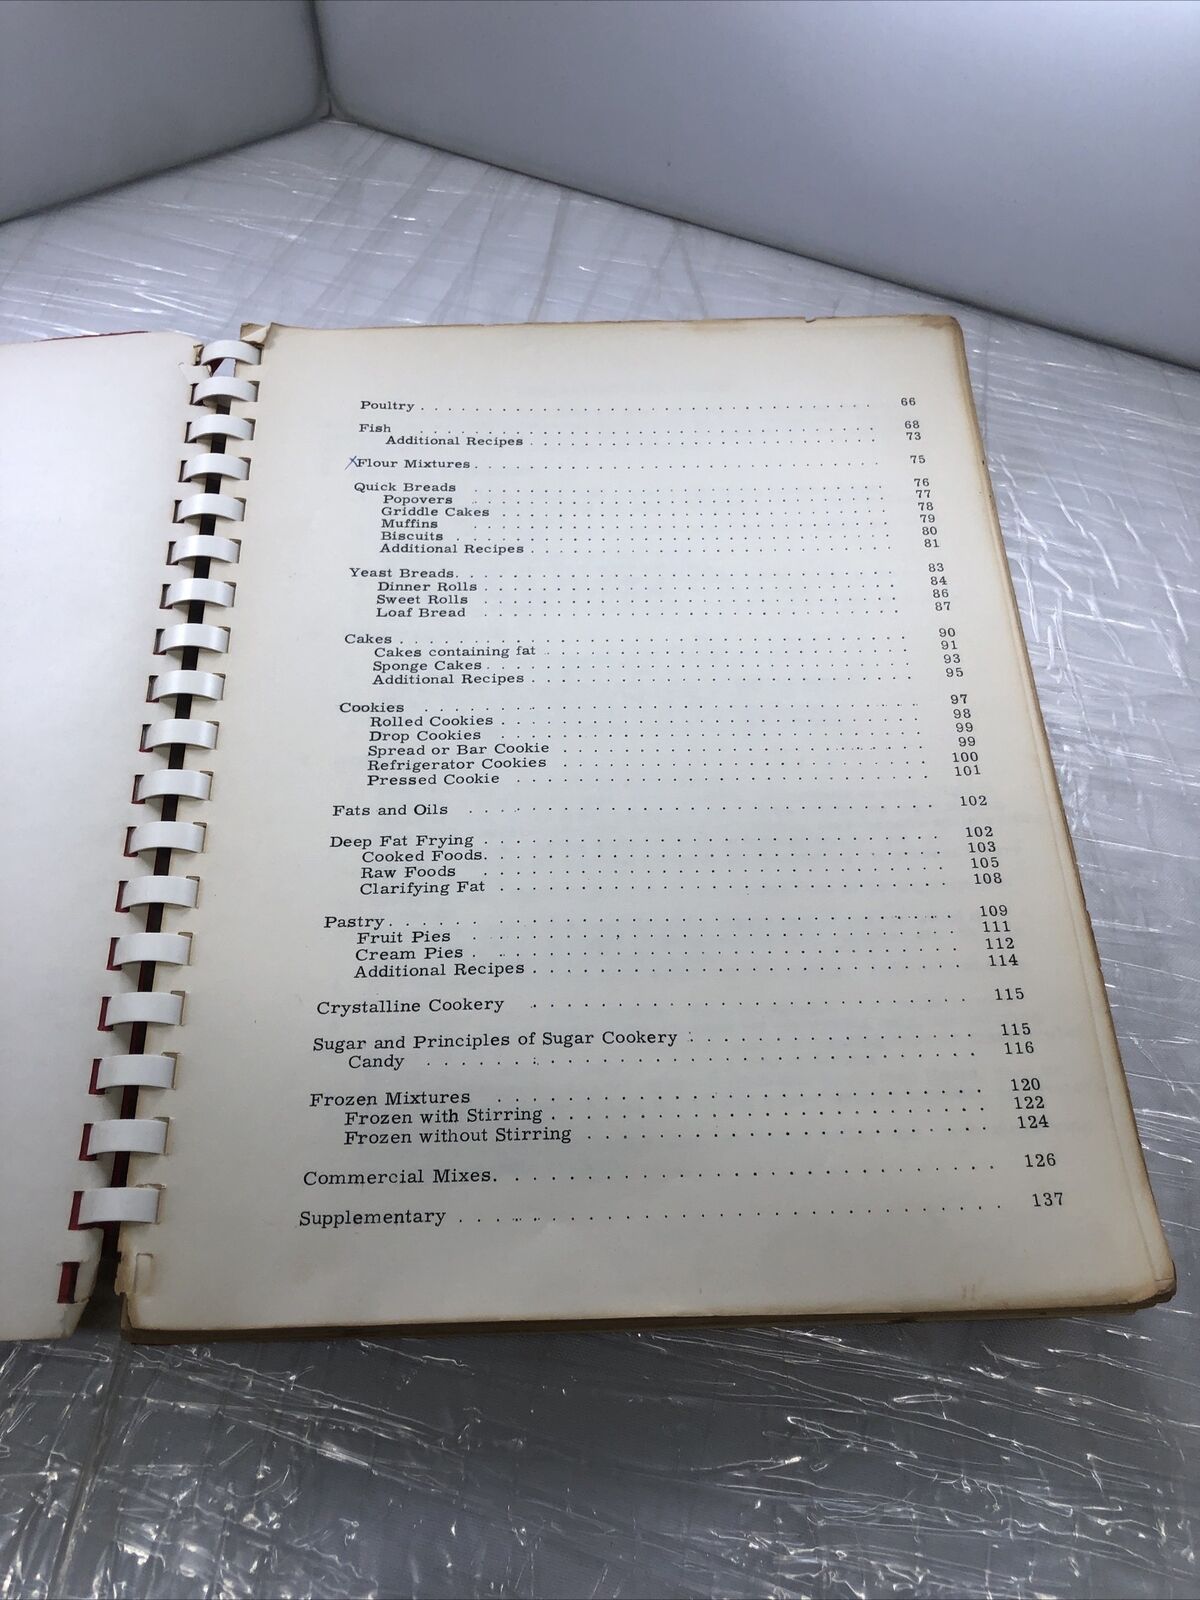 Poultry . . . . . . . . . . . . . . . . . . . . . . . . . . . . 66
Fish . . . . . . . . . . . . . . . . . . . . . . . . . . . . 68
Additional Recipes . . . . . . . . . . . . . . . . . . . . . . 73
xFlour Mixtures . . . . . . . . . . . . . . . . . . . . . . . . 75
Quick Breads . . . . . . . . . . . . . . . . . . . . . . . . 76
Popovers . . . . . . . . . . . . . . . . . . . . . . . . 77
Griddle Cakes . . . . . . . . . . . . . . . . . . . . . . . . 78
Muffins . . . . . . . . . . . . . . . . . . . . . . . . 79
Biscuits . . . . . . . . . . . . . . . . . . . . . . . . 80
Additional Recipes . . . . . . . . . . . . . . . . . . . . . . 81
Yeast Breads . . . . . . . . . . . . . . . . . . . . . . . . 83
Dinner Rolls . . . . . . . . . . . . . . . . . . . . . . . . 84
Sweet Rolls . . . . . . . . . . . . . . . . . . . . . . . . 86
Loaf Bread . . . . . . . . . . . . . . . . . . . . . . . . 87
Cakes . . . . . . . . . . . . . . . . . . . . . . . . 90
Cakes containing fat . . . . . . . . . . . . . . . . . . . . . . 91
Sponge Cakes . . . . . . . . . . . . . . . . . . . . . . . . 93
Additional Recipes . . . . . . . . . . . . . . . . . . . . . . 95
Cookies . . . . . . . . . . . . . . . . . . . . . . . . 97
Rolled Cookies . . . . . . . . . . . . . . . . . . . . . . . . 98
Drop Cookies . . . . . . . . . . . . . . . . . . . . . . . . 99
Spread or Bar Cookie . . . . . . . . . . . . . . . . . . . . . . 99
Refrigerator Cookies . . . . . . . . . . . . . . . . . . . . . . 100
Pressed Cookie . . . . . . . . . . . . . . . . . . . . . . . . 101
Fats and Oils . . . . . . . . . . . . . . . . . . . . . . . . 102
Deep Fat Frying . . . . . . . . . . . . . . . . . . . . . . . . 102
Cooked Foods . . . . . . . . . . . . . . . . . . . . . . . . 103
Raw Foods . . . . . . . . . . . . . . . . . . . . . . . . 105
Clarifying Fat . . . . . . . . . . . . . . . . . . . . . . . . 108
Pastry . . . . . . . . . . . . . . . . . . . . . . . . 109
Fruit Pies . . . . . . . . . . . . . . . . . . . . . . . . 111
Cream Pies . . . . . . . . . . . . . . . . . . . . . . . . 112
Additional Recipes . . . . . . . . . . . . . . . . . . . . . . 114
Crystalline Cookery . . . . . . . . . . . . . . . . . . . . . . 115
Sugar and Principles of Sugar Cookery . . . . . . . . . . . . . . 115
Candy . . . . . . . . . . . . . . . . . . . . . . . . 116
Frozen Mixtures . . . . . . . . . . . . . . . . . . . . . . . . 120
Frozen with Stirring . . . . . . . . . . . . . . . . . . . . . . 122
Frozen without Stirring . . . . . . . . . . . . . . . . . . . . 124
Commercial Mixes . . . . . . . . . . . . . . . . . . . . . . . . 126
Supplementary . . . . . . . . . . . . . . . . . . . . . . . . 137